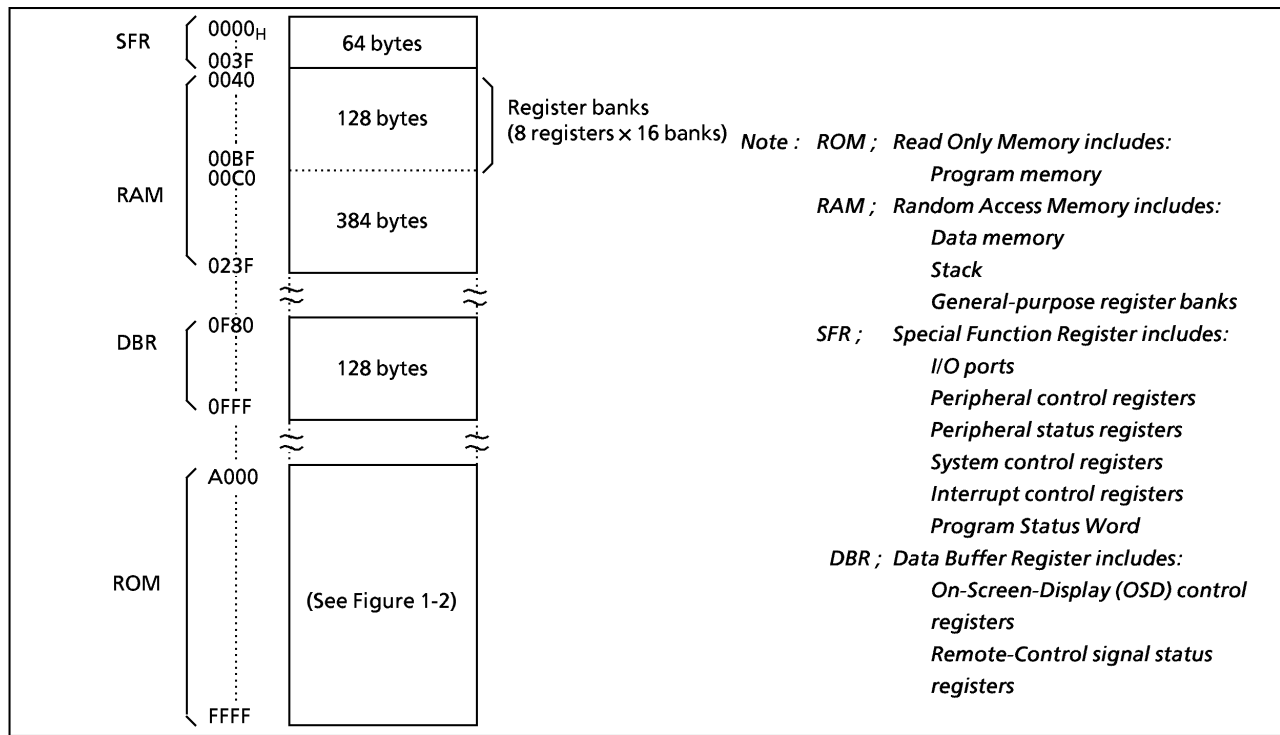 SFR
0000H
003F
64 bytes
RAM
0040
00BF
128 bytes
Register banks
(8 registers × 16 banks)
00C0
023F
384 bytes
DBR
0F80
0FFF
128 bytes
ROM
A000
FFFF
(See Figure 1-2)
Note : ROM ; Read Only Memory includes:
Program memory
RAM ; Random Access Memory includes:
Data memory
Stack
General-purpose register banks
SFR ; Special Function Register includes:
I/O ports
Peripheral control registers
Peripheral status registers
System control registers
Interrupt control registers
Program Status Word
DBR ; Data Buffer Register includes:
On-Screen-Display (OSD) control
registers
Remote-Control signal status
registers